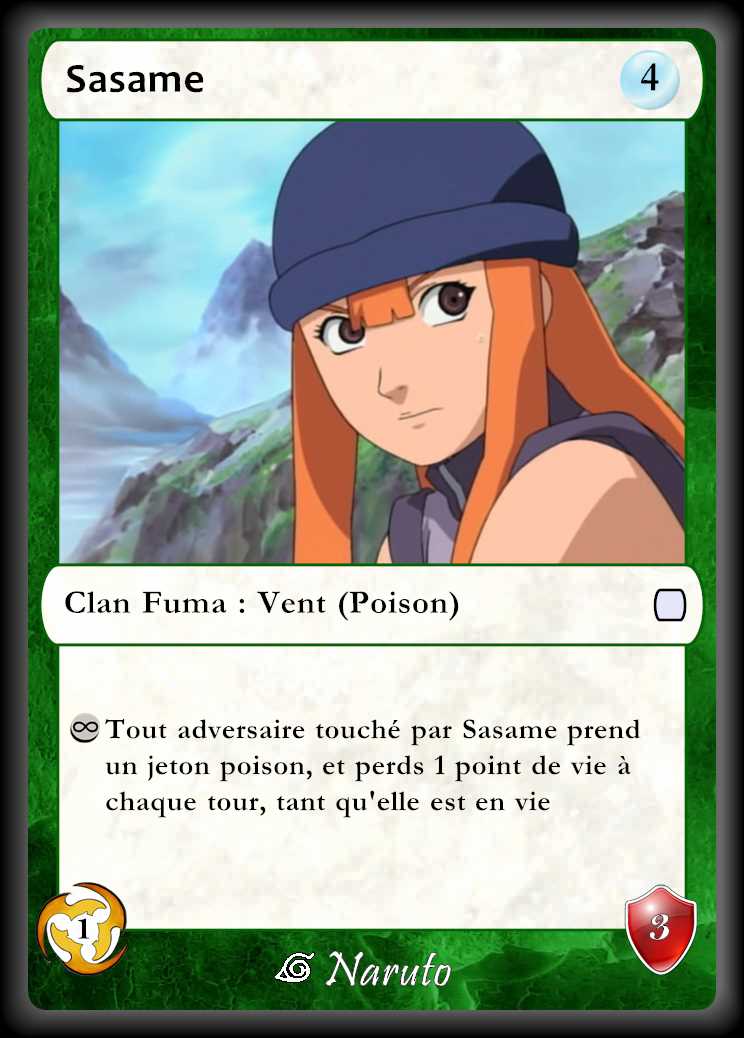 Sasame
4
Clan Fuma : Vent (Poison)
∞ Tout adversaire touché par Sasame prend
un jeton poison, et perds 1 point de vie à
chaque tour, tant qu'elle est en vie
1
3
Naruto